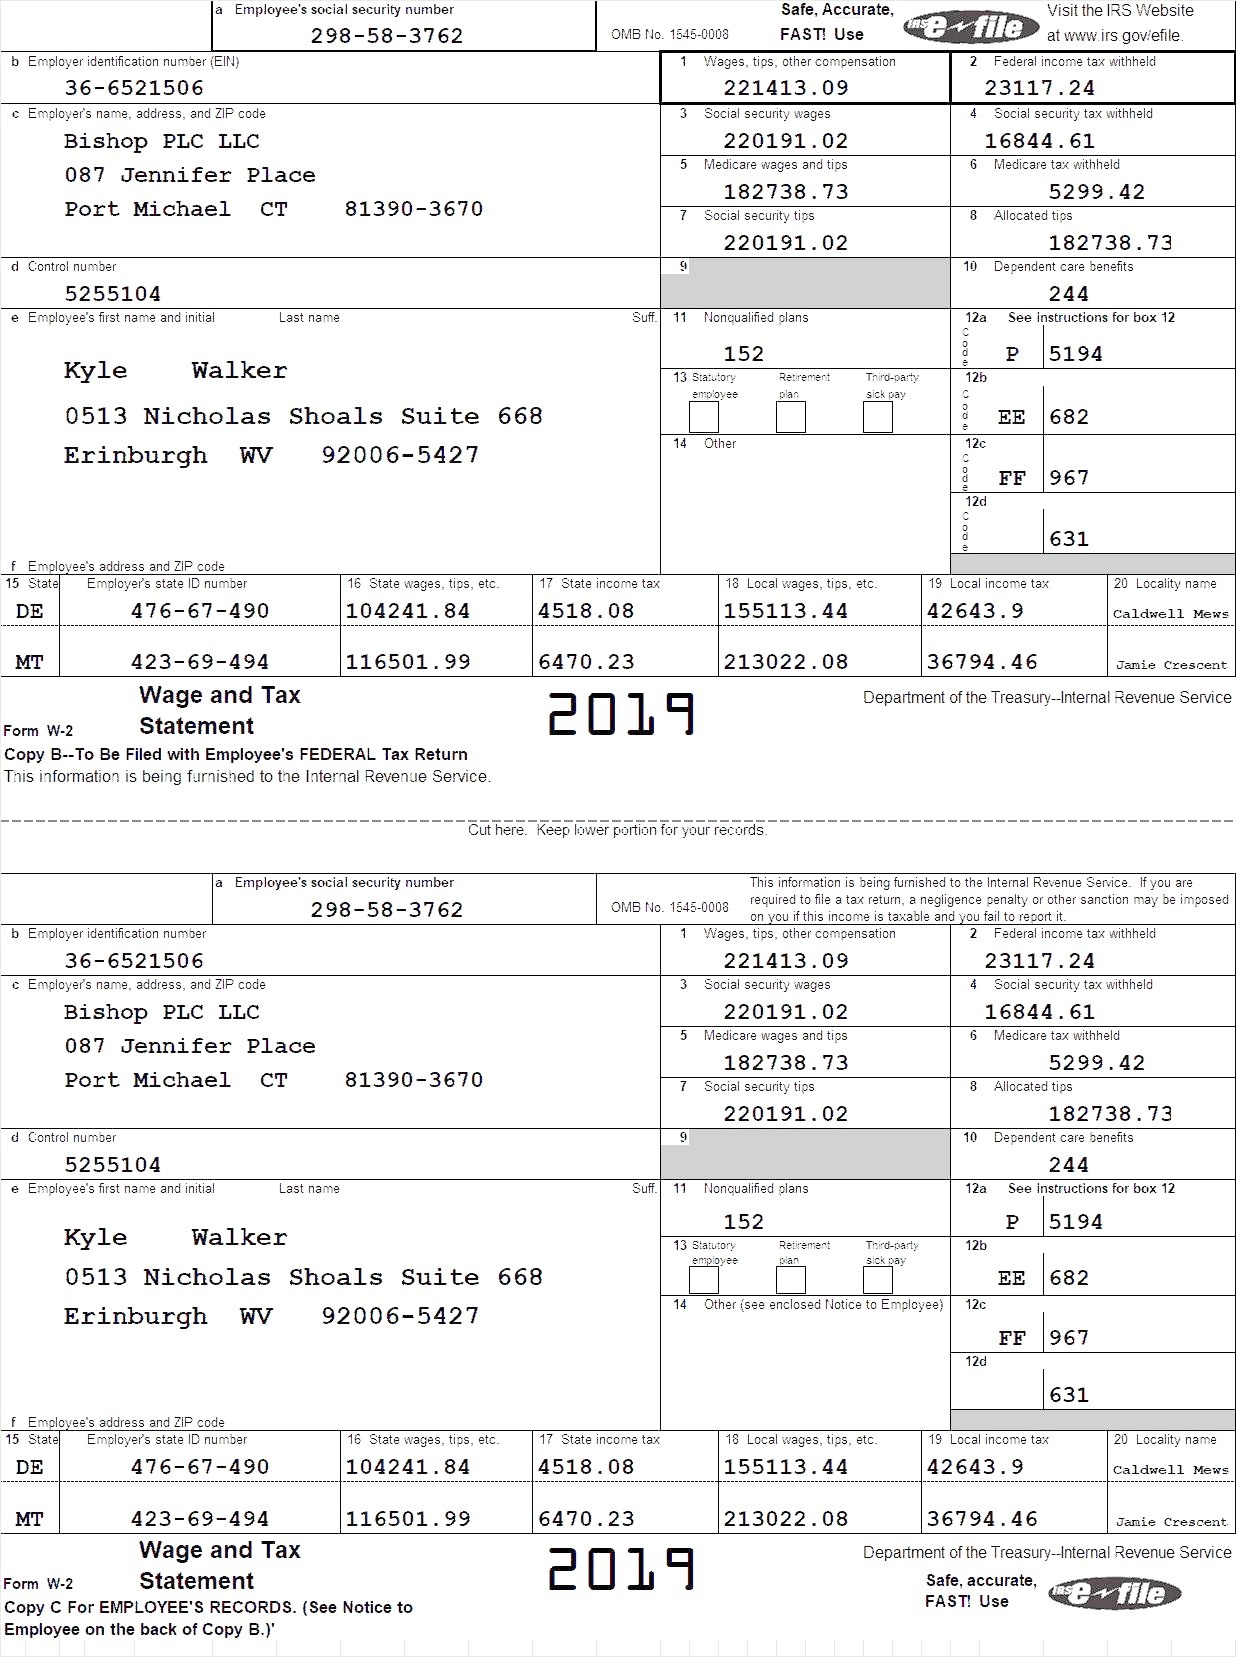 a Employee's social security number
298-58-3762
OMB No. 1545-0008
Safe, Accurate,
FAST! Use
IRS e-file
Visit the IRS Website
at www.irs gov/efile.
b Employer identification number (EIN)
36-6521506
1 Wages, tips, other compensation
221413.09
2 Federal income tax withheld
23117.24
c Employer's name, address, and ZIP code
Bishop PLC LLC
087 Jennifer Place
Port Michael CT 81390-3670
3 Social security wages
220191.02
4 Social security tax withheld
16844.61
5 Medicare wages and tips
182738.73
6 Medicare tax withheld
5299.42
7 Social security tips
220191.02
8 Allocated tips
182738.73
d Control number
5255104
9
10 Dependent care benefits
244
e Employee's first name and initial Last name Suff.
Kyle Walker
0513 Nicholas Shoals Suite 668
Erinburgh WV 92006-5427
11 Nonqualified plans
152
12a See instructions for box 12
Code P 5194
13 Statutory employee Retirement plan Third-party sick pay
12b
Code EE 682
14 Other
12c
Code FF 967
12d
Code 631
f Employee's address and ZIP code
15 State Employer's state ID number 16 State wages, tips, etc. 17 State income tax 18 Local wages, tips, etc. 19 Local income tax 20 Locality name
DE 476-67-490 104241.84 4518.08 155113.44 42643.9 Caldwell Mews
MT 423-69-494 116501.99 6470.23 213022.08 36794.46 Jamie Crescent
Form W-2 Wage and Tax Statement 2019 Department of the Treasury--Internal Revenue Service
Copy B--To Be Filed with Employee's FEDERAL Tax Return
This information is being furnished to the Internal Revenue Service.
Cut here. Keep lower portion for your records.
a Employee's social security number
298-58-3762
OMB No. 1545-0008
This information is being furnished to the Internal Revenue Service. If you are
required to file a tax return, a negligence penalty or other sanction may be imposed
on you if this income is taxable and you fail to report it.
b Employer identification number
36-6521506
1 Wages, tips, other compensation
221413.09
2 Federal income tax withheld
23117.24
c Employer's name, address, and ZIP code
Bishop PLC LLC
087 Jennifer Place
Port Michael CT 81390-3670
3 Social security wages
220191.02
4 Social security tax withheld
16844.61
5 Medicare wages and tips
182738.73
6 Medicare tax withheld
5299.42
7 Social security tips
220191.02
8 Allocated tips
182738.73
d Control number
5255104
9
10 Dependent care benefits
244
e Employee's first name and initial Last name Suff.
Kyle Walker
0513 Nicholas Shoals Suite 668
Erinburgh WV 92006-5427
11 Nonqualified plans
152
12a See instructions for box 12
P 5194
13 Statutory employee Retirement plan Third-party sick pay
12b
EE 682
14 Other (see enclosed Notice to Employee)
12c
FF 967
12d
631
f Employee's address and ZIP code
15 State Employer's state ID number 16 State wages, tips, etc. 17 State income tax 18 Local wages, tips, etc. 19 Local income tax 20 Locality name
DE 476-67-490 104241.84 4518.08 155113.44 42643.9 Caldwell Mews
MT 423-69-494 116501.99 6470.23 213022.08 36794.46 Jamie Crescent
Form W-2 Wage and Tax Statement 2019 Department of the Treasury--Internal Revenue Service
Safe, accurate,
FAST! Use
IRS e-file
Copy C For EMPLOYEE'S RECORDS. (See Notice to
Employee on the back of Copy B.)'